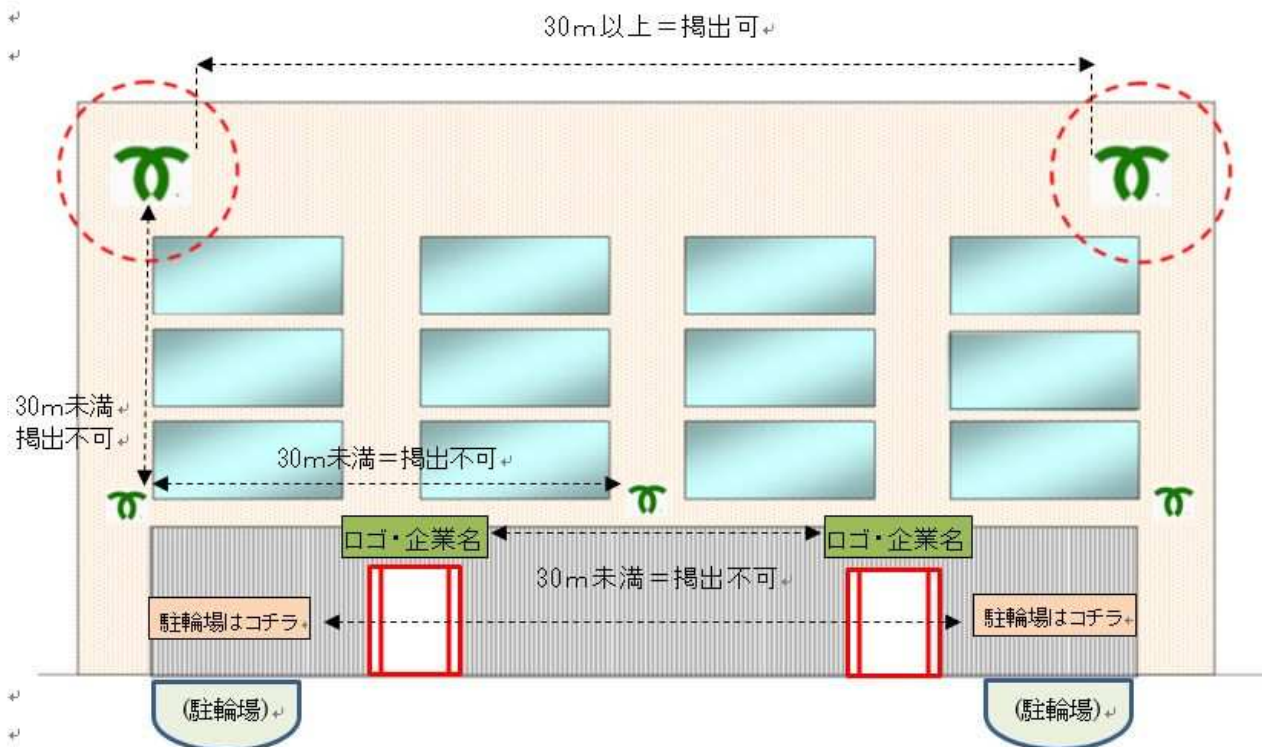 30m以上＝掲出可
30m未満
掲出不可
30m未満＝掲出不可
ロゴ・企業名
ロゴ・企業名
30m未満＝掲出不可
駐輪場はコチラ
駐輪場はコチラ
(駐輪場)
(駐輪場)